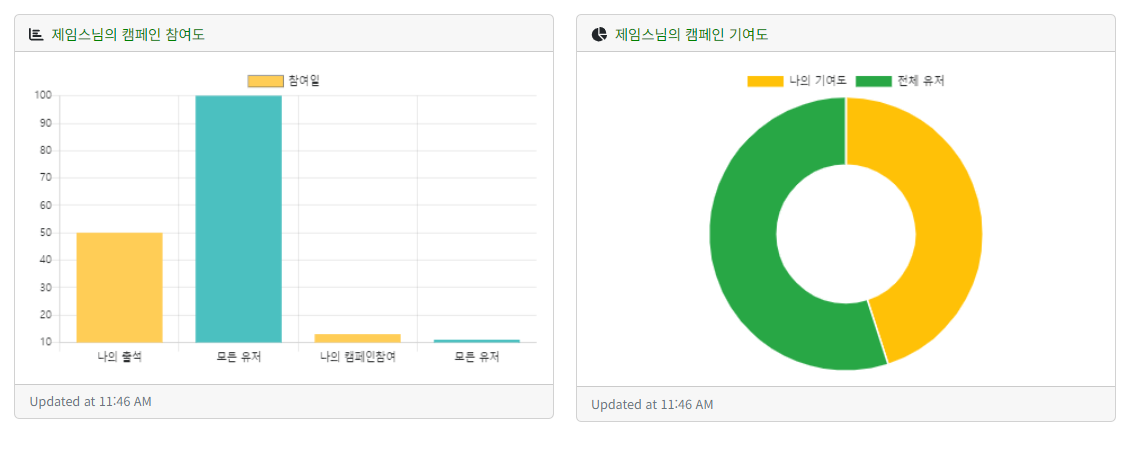 제임스님의 캠페인 참여도
참여일
100
90
80
70
60
50
40
30
20
10
나의 출석
모든 유저
나의 캠페인참여
모든 유저
Updated at 11:46 AM
제임스님의 캠페인 기여도
나의 기여도 전체 유저
Updated at 11:46 AM